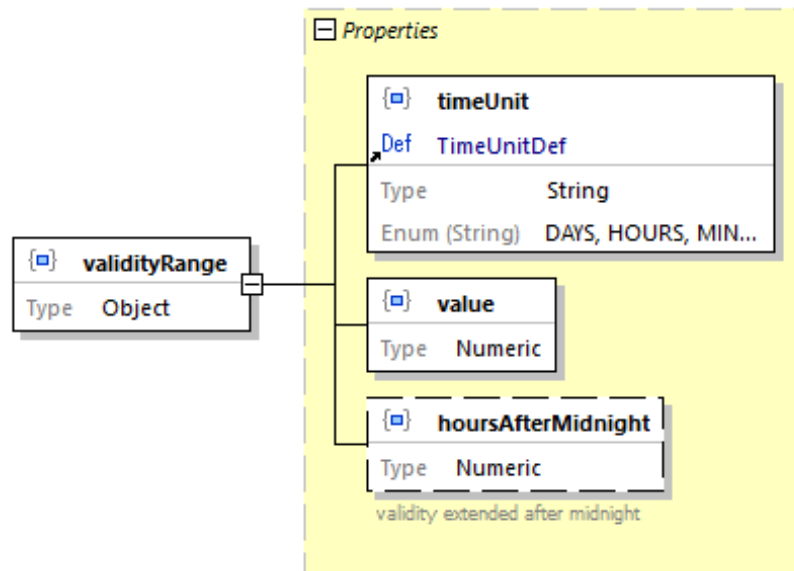 Properties
timeUnit
Def TimeUnitDef
Type String
Enum (String) DAYS, HOURS, MIN...
validityRange
Type Object
value
Type Numeric
hoursAfterMidnight
Type Numeric
validity extended after midnight